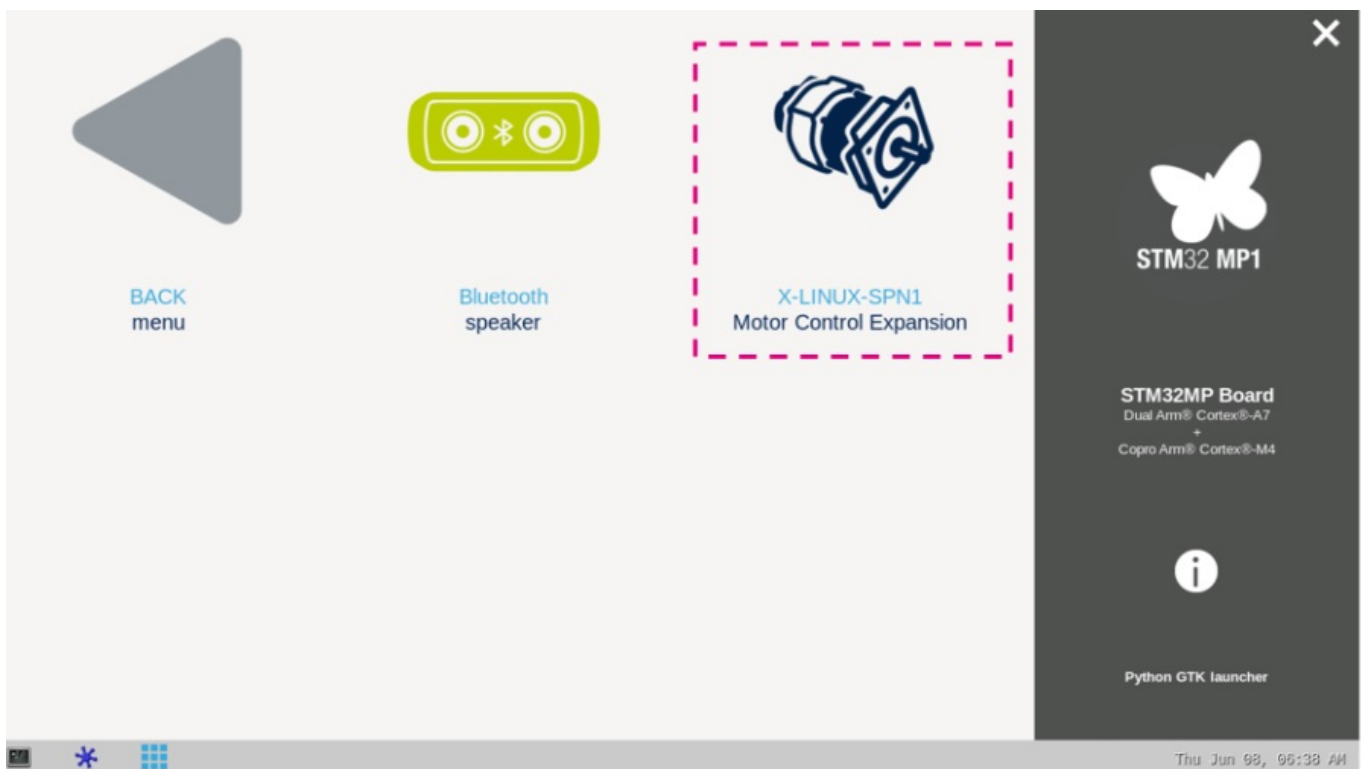 BACK
menu
Bluetooth
speaker
X-LINUX-SPN1
Motor Control Expansion
STM32 MP1
STM32MP Board
Dual Arm® Cortex®-A7
+
Copro Arm® Cortex®-M4
i
Python GTK launcher
Thu Jun 08, 06:38 AM